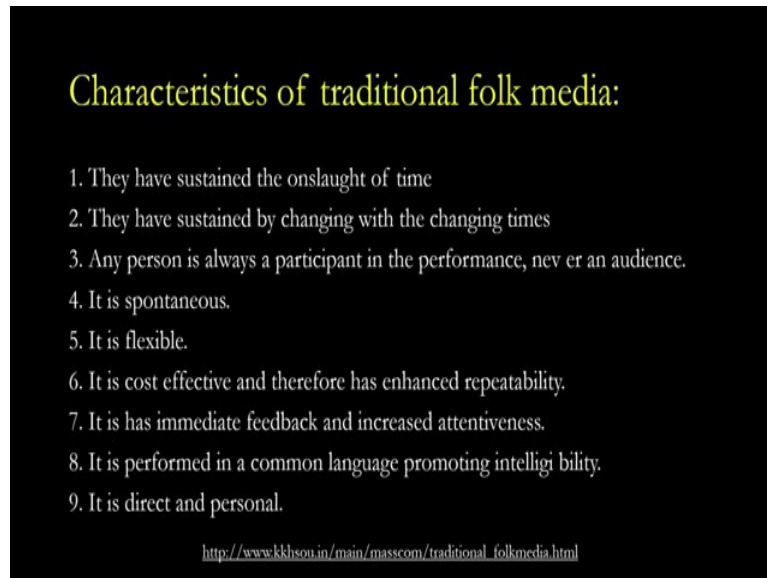 Characteristics of traditional folk media:
1. They have sustained the onslaught of time
2. They have sustained by changing with the changing times
3. Any person is always a participant in the performance, nev er an audience.
4. It is spontaneous.
5. It is flexible.
6. It is cost effective and therefore has enhanced repeatability.
7. It is has immediate feedback and increased attentiveness.
8. It is performed in a common language promoting intelligi bility.
9. It is direct and personal.
http://www.kkhsou.in/main/masscom/traditional_folkmedia.html